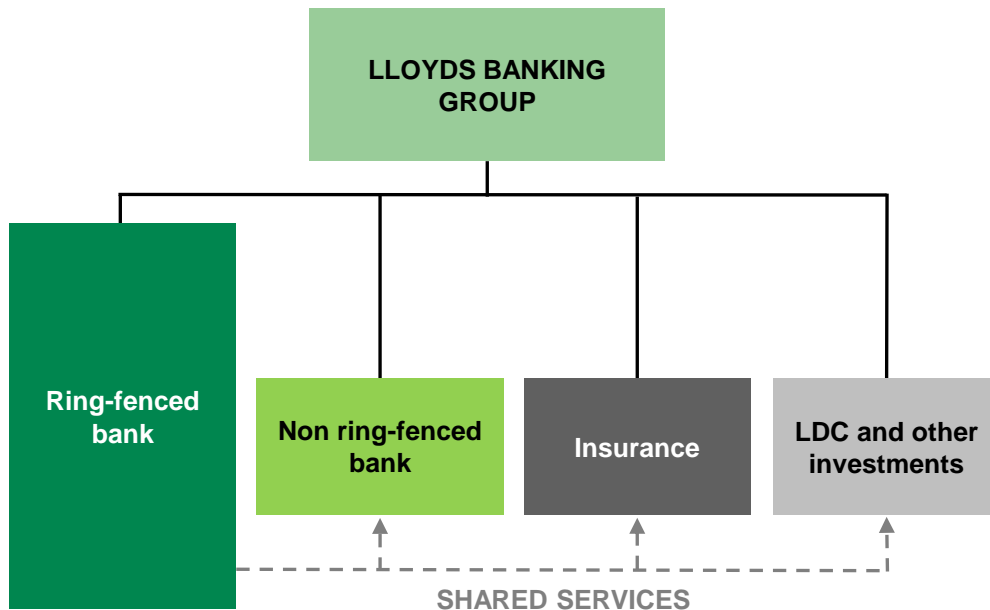 LLOYDS BANKING
GROUP
Ring-fenced
bank
Non ring-fenced
bank
Insurance
LDC and other
investments
SHARED SERVICES